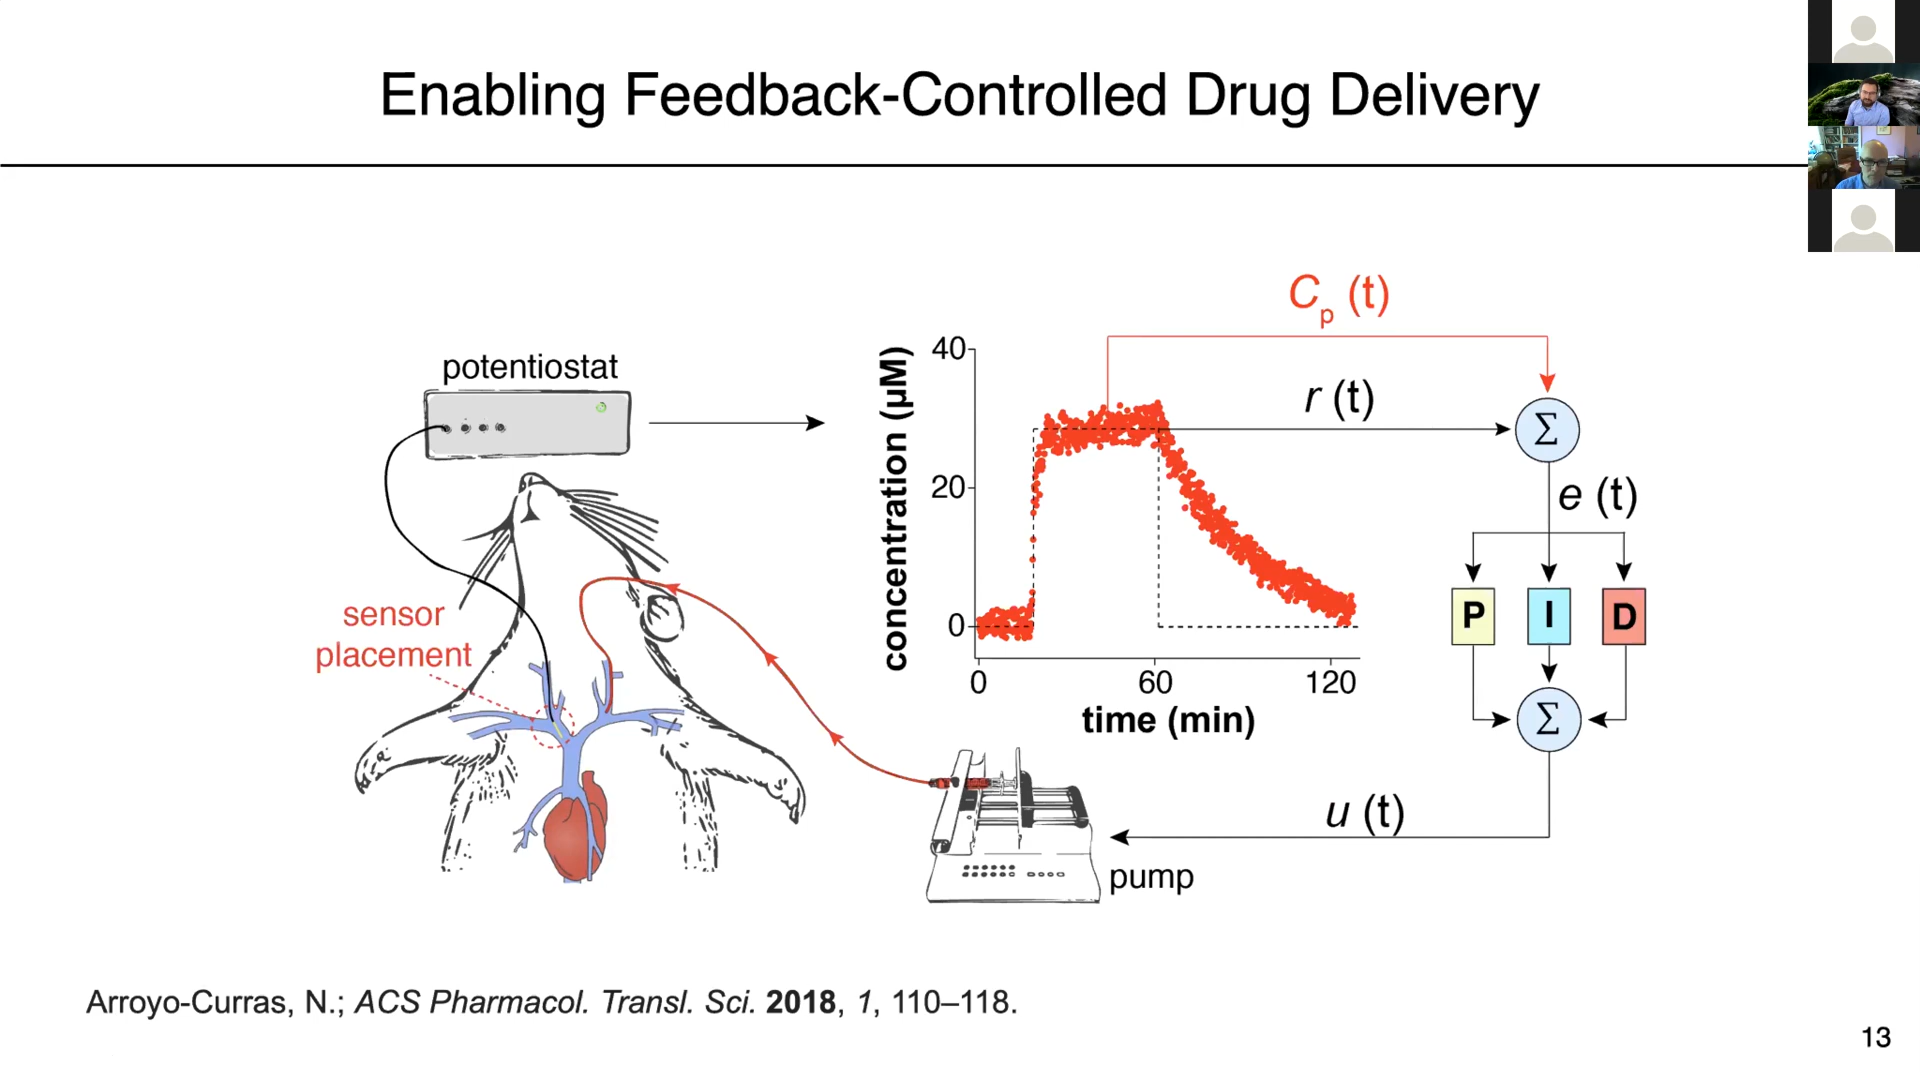 Enabling Feedback-Controlled Drug Delivery
potentiostat
sensor
placement
concentration (µM)
40
20
0
0
60
120
time (min)
Cp (t)
r (t)
Σ
e (t)
P
I
D
Σ
u (t)
pump
Arroyo-Curras, N.; ACS Pharmacol. Transl. Sci. 2018, 1, 110–118.
13